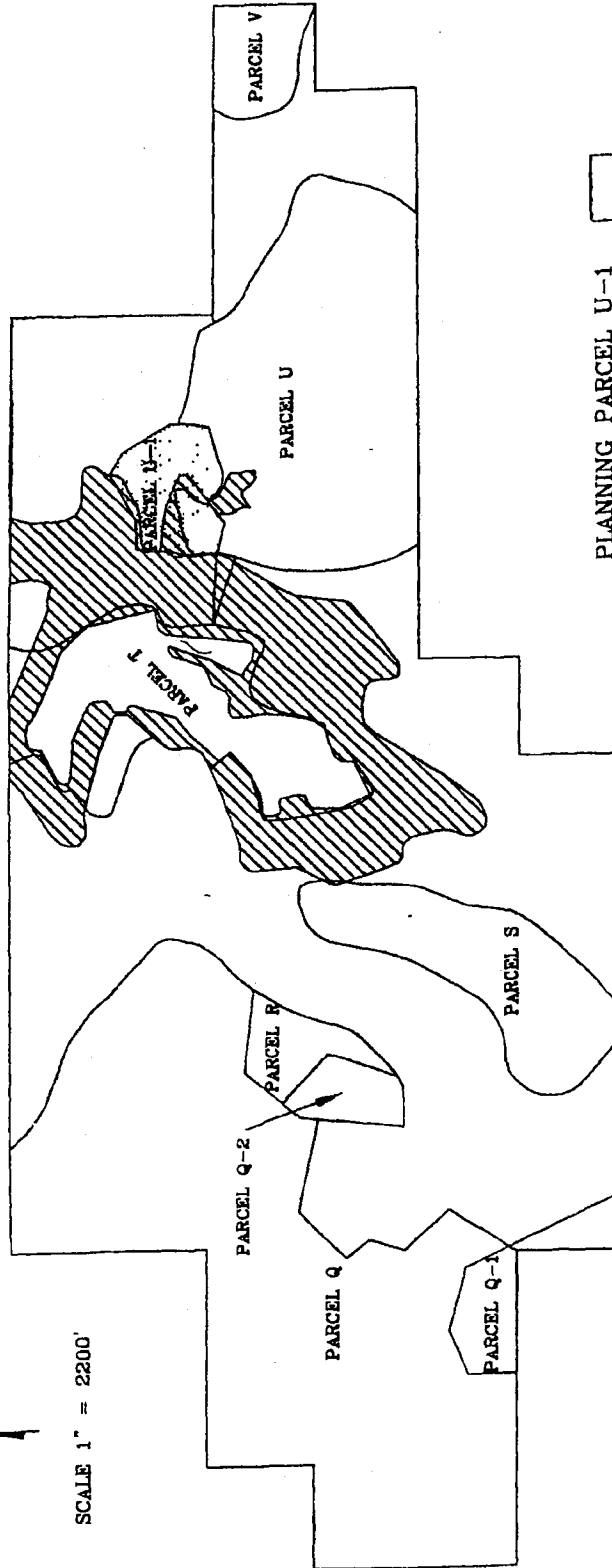 SCALE 1" = 2200'
PARCEL Q-2
PARCEL R
PARCEL Q
PARCEL Q-1
PARCEL S
PARCEL T
PARCEL U-1
PARCEL U
PARCEL V
PLANNING PARCEL U-1